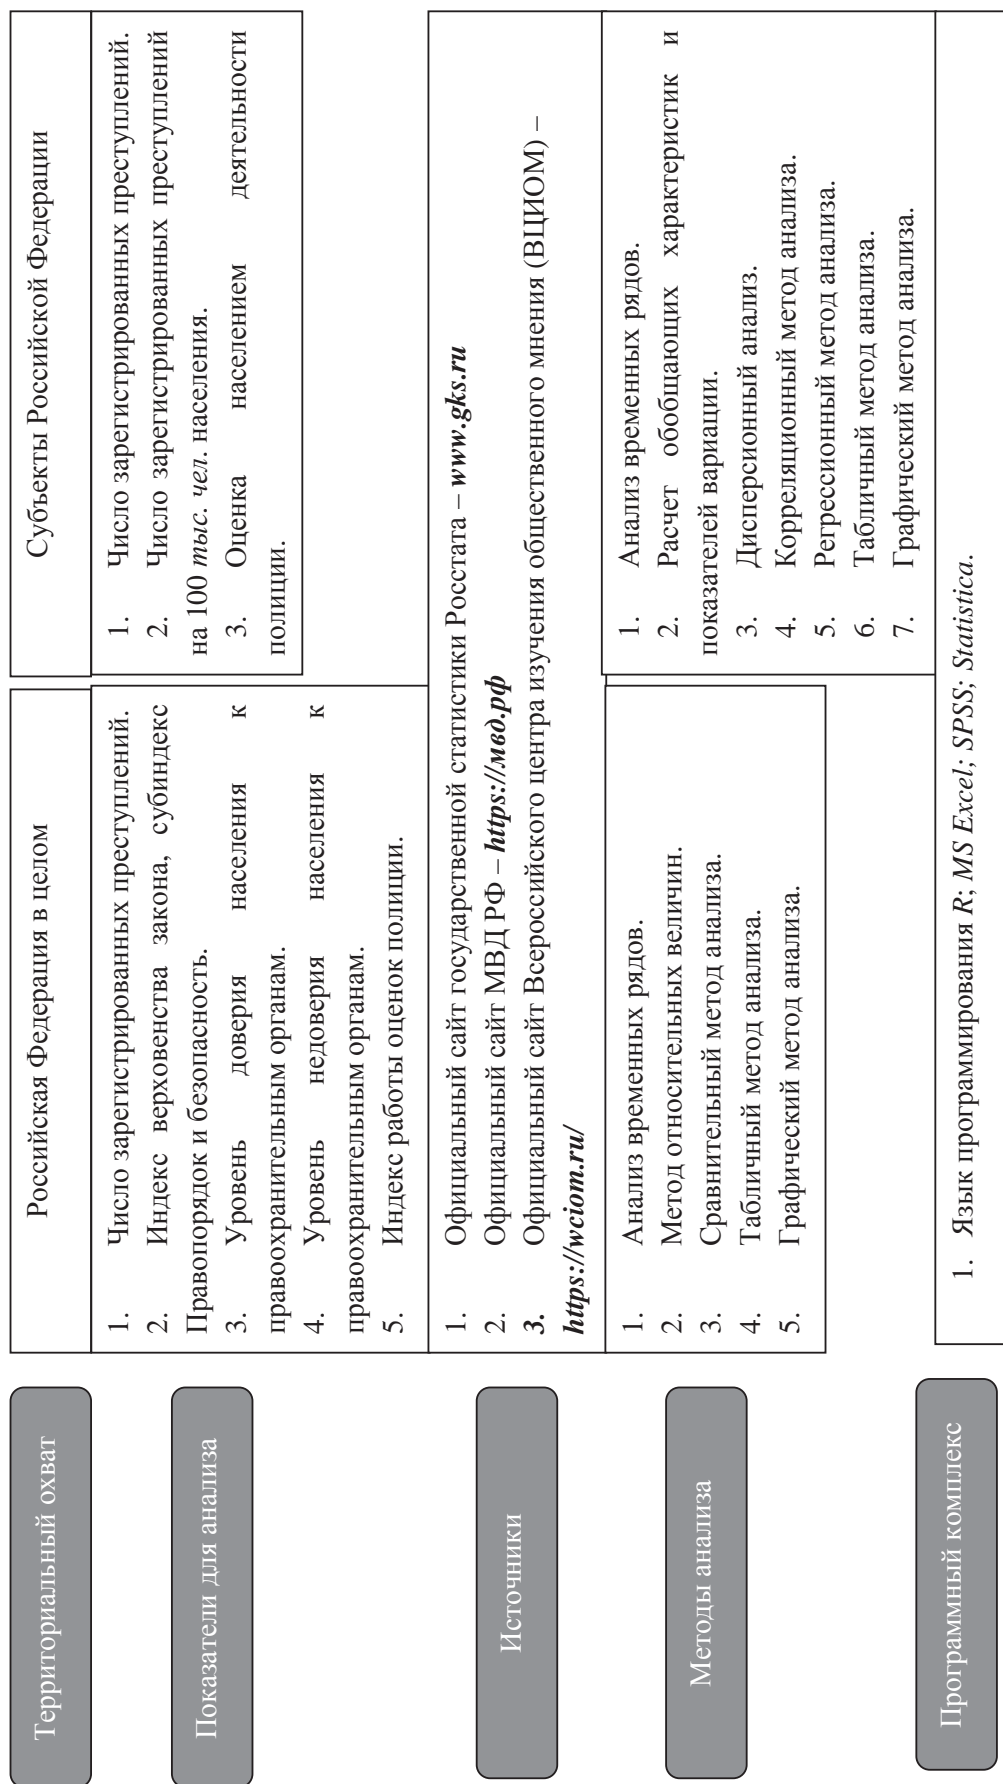 Территориальный охват
Российская Федерация в целом
Субъекты Российской Федерации
Показатели для анализа
1. Число зарегистрированных преступлений.
2. Индекс верховенства закона, субиндекс
Правопорядок и безопасность.
3. Уровень доверия населения к
правоохранительным органам.
4. Уровень недоверия населения к
правоохранительным органам.
5. Индекс работы оценок полиции.
1. Число зарегистрированных преступлений.
2. Число зарегистрированных преступлений
на 100 тыс. чел. населения.
3. Оценка населением деятельности
полиции.
Источники
1. Официальный сайт государственной статистики Росстата – www.gks.ru
2. Официальный сайт МВД РФ – https://мвд.рф
3. Официальный сайт Всероссийского центра изучения общественного мнения (ВЦИОМ) –
https://wciom.ru/
Методы анализа
1. Анализ временных рядов.
2. Метод относительных величин.
3. Сравнительный метод анализа.
4. Табличный метод анализа.
5. Графический метод анализа.
1. Анализ временных рядов.
2. Расчет обобщающих характеристик и
показателей вариации.
3. Дисперсионный анализ.
4. Корреляционный метод анализа.
5. Регрессионный метод анализа.
6. Табличный метод анализа.
7. Графический метод анализа.
Программный комплекс
1. Язык программирования R; MS Excel; SPSS; Statistica.